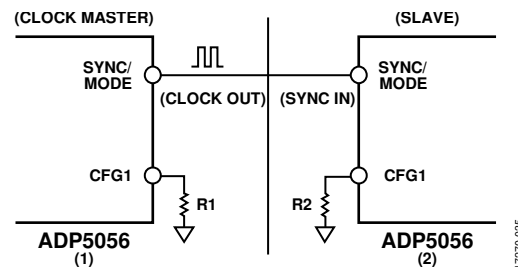 (CLOCK MASTER)
(SLAVE)
SYNC/
MODE
SYNC/
MODE
(CLOCK OUT)
(SYNC IN)
CFG1
CFG1
R1
R2
ADP5056
(1)
ADP5056
(2)